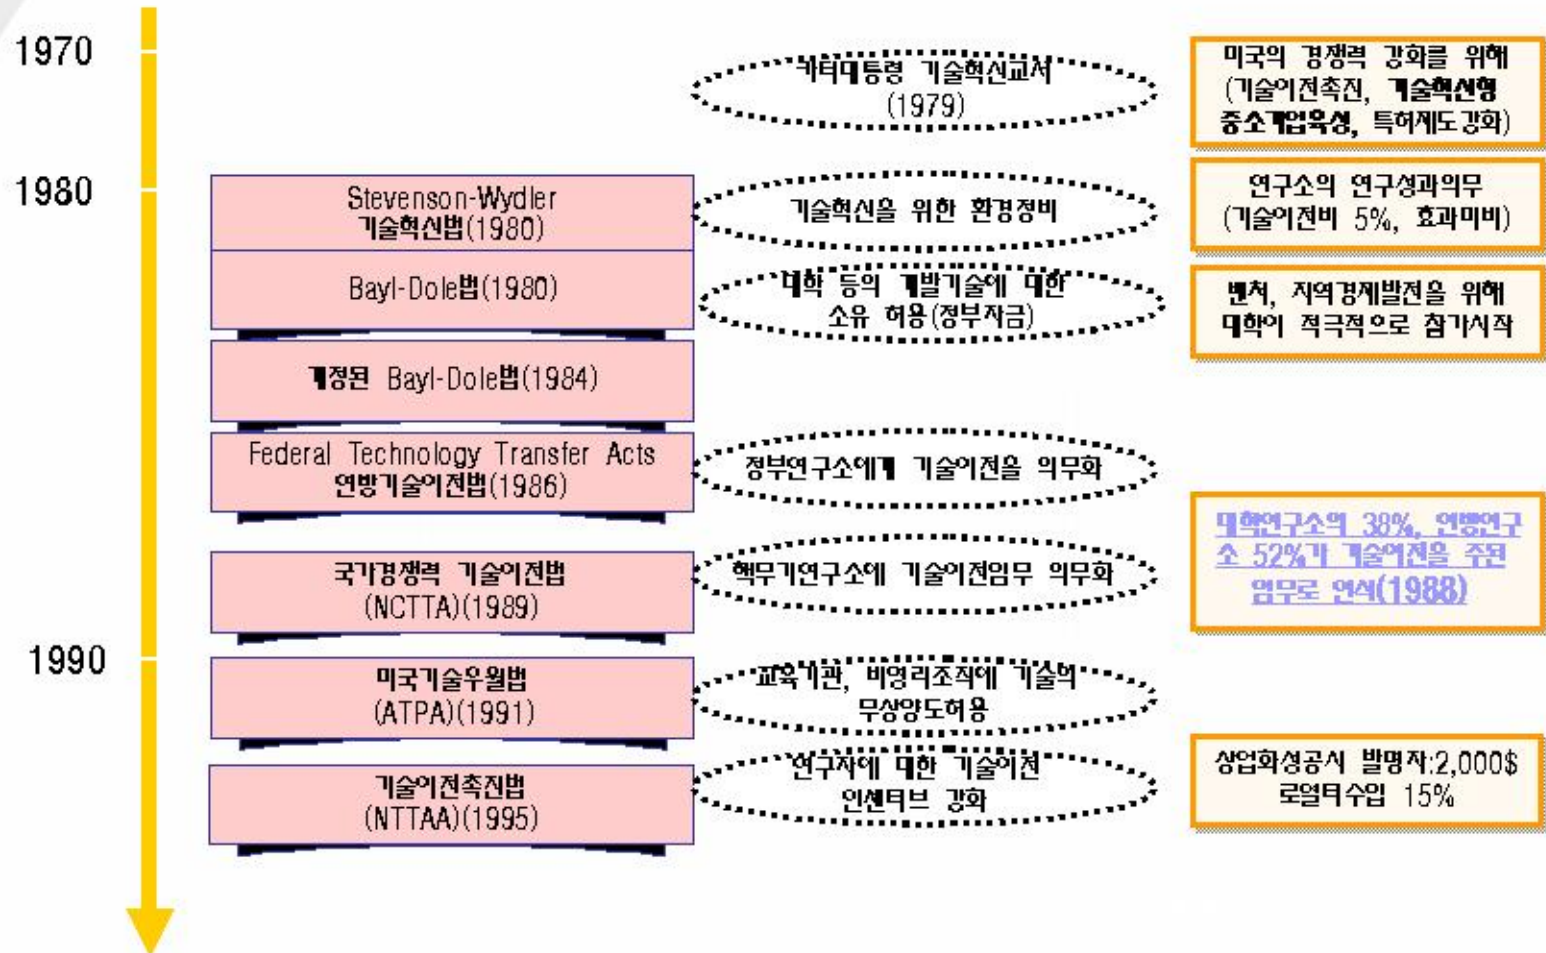 1970
카터대통령 기술혁신교서
(1979)
미국의 경쟁력 강화를 위해
(기술이전촉진, 기술혁신형
중소기업육성, 특허제도강화)
1980
Stevenson-Wydler
기술혁신법(1980)
기술혁신을 위한 환경정비
연구소의 연구성과의무
(기술이전비 5%, 효과미비)
Bayl-Dole법(1980)
대학 등의 개발기술에 대한
소유 허용(정부자금)
벤처, 지역경제발전을 위해
대학이 적극적으로 참가시작
개정된 Bayl-Dole법(1984)
Federal Technology Transfer Acts
연방기술이전법(1986)
정부연구소에게 기술이전을 의무화
대학연구소의 38%, 연방연구
소 52%가 기술이전을 주된
임무로 인식(1988)
국가경쟁력 기술이전법
(NCTTA)(1989)
핵무기연구소에 기술이전임무 의무화
1990
미국기술우월법
(ATPA)(1991)
교육기관, 비영리조직에 기술의
무상양도허용
기술이전촉진법
(NTTAA)(1995)
연구자에 대한 기술이전
인센티브 강화
상업화성공시 발명자:2,000$
로열티수입 15%